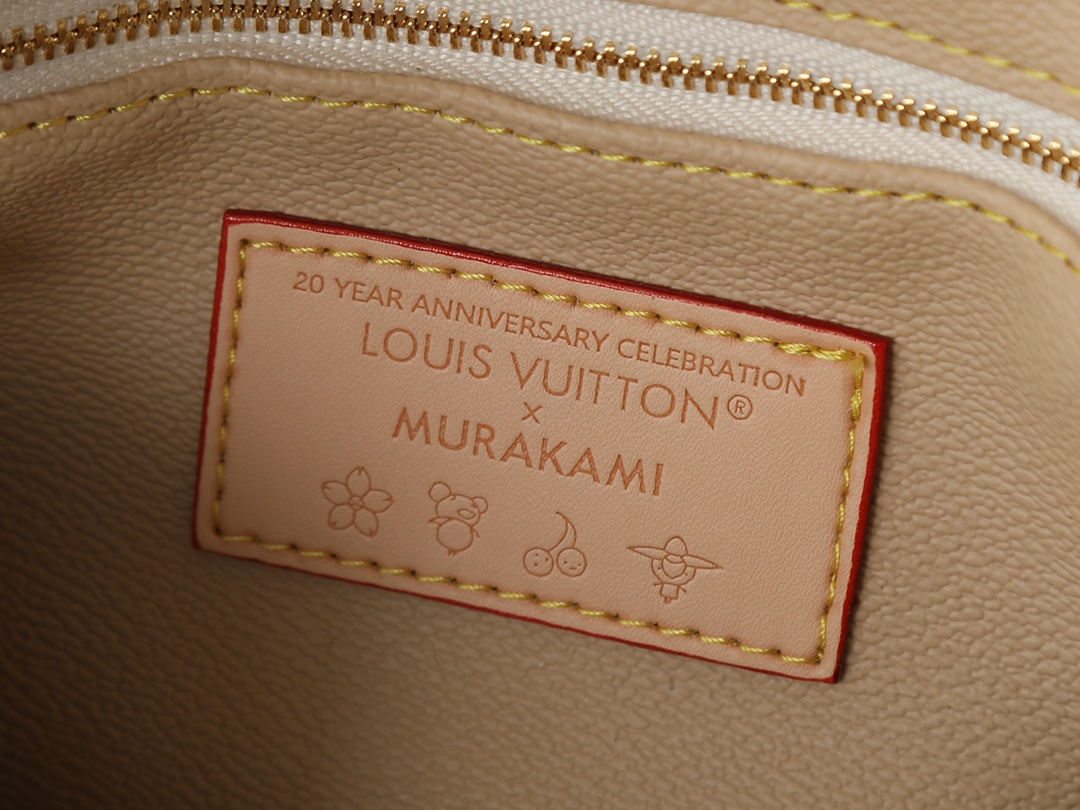 20 YEAR ANNIVERSARY CELEBRATION
LOUIS VUITTON®
x
MURAKAMI